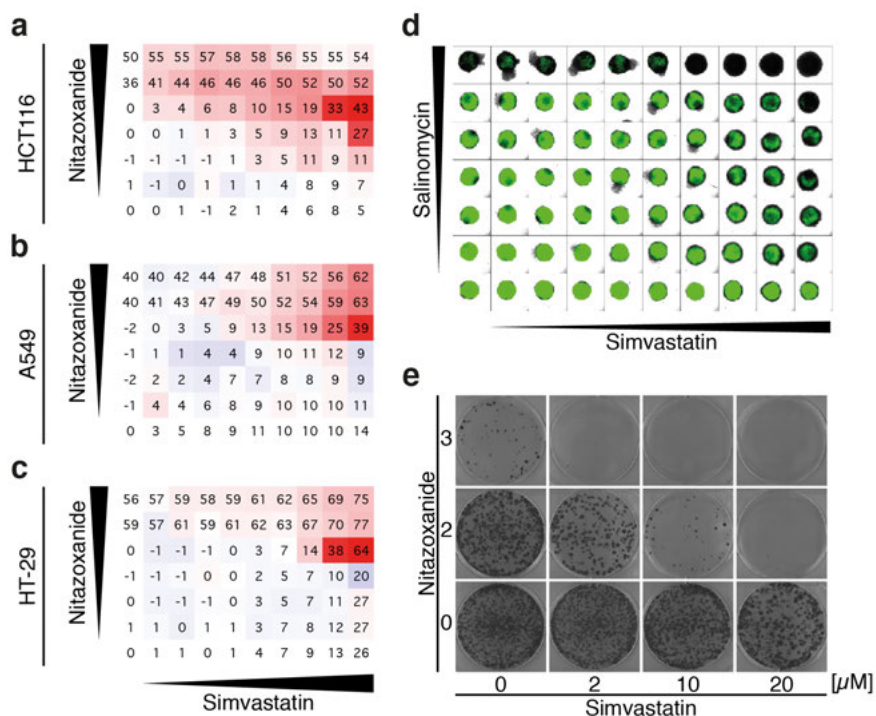 a
HCT116
Nitazoxanide
50 55 55 57 58 58 56 55 55 54
36 41 44 46 46 46 50 52 50 52
0 3 4 6 8 10 15 19 33 43
0 0 1 1 3 5 9 13 11 27
-1 -1 -1 1 1 3 5 11 9 11
1 -1 0 1 1 1 4 8 9 7
0 0 1 -1 2 1 4 6 8 5
b
A549
Nitazoxanide
40 40 42 44 47 48 51 52 56 62
40 41 43 47 49 50 52 54 59 63
-2 0 3 5 9 13 15 19 25 39
-1 1 1 4 4 9 10 11 12 9
-2 2 2 4 7 7 8 8 9 9
-1 4 4 6 8 9 10 10 10 11
0 3 5 8 9 11 10 10 10 14
c
HT-29
Nitazoxanide
56 57 59 58 59 61 62 65 69 75
59 57 61 59 61 62 63 67 70 77
0 -1 -1 -1 0 3 7 14 38 64
-1 -1 -1 0 0 2 5 7 10 20
0 -1 -1 -1 0 3 5 7 11 27
1 1 0 1 1 3 7 8 12 27
0 1 1 0 1 4 7 9 13 26
Simvastatin
d
Salinomycin
Simvastatin
e
Nitazoxanide
3
2
0
0 2 10 20 [µM]
Simvastatin